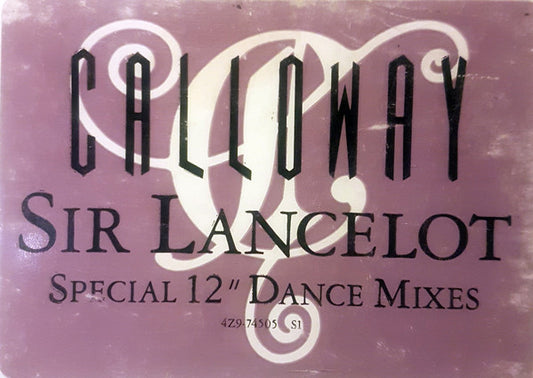 CALLOWAY
SIR LANCELOT
SPECIAL 12" DANCE MIXES
4Z9-74505 S1